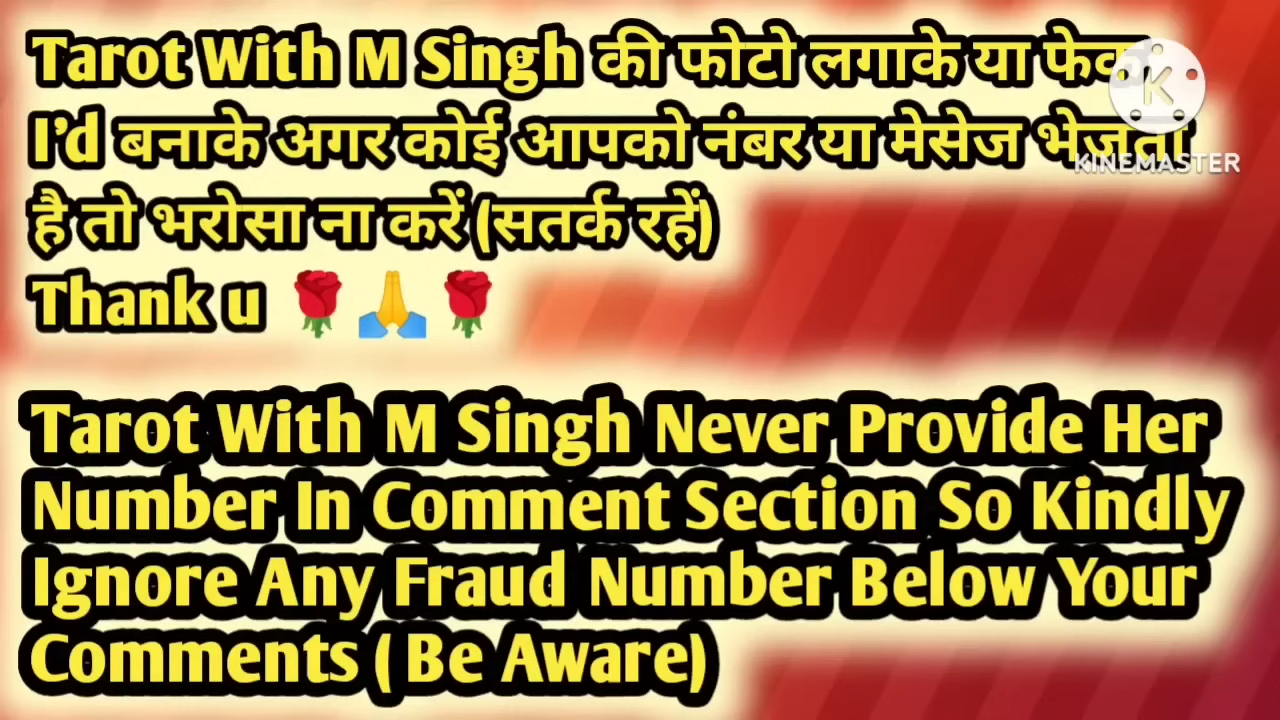 Tarot With M Singh की फोटो लगाके या फेक
I'd बनाके अगर कोई आपको नंबर या मेसेज भेजता
है तो भरोसा ना करें (सतर्क रहें)
Thank u 🌹🙏🌹
Tarot With M Singh Never Provide Her
Number In Comment Section So Kindly
Ignore Any Fraud Number Below Your
Comments ( Be Aware)
K
KINEMASTER